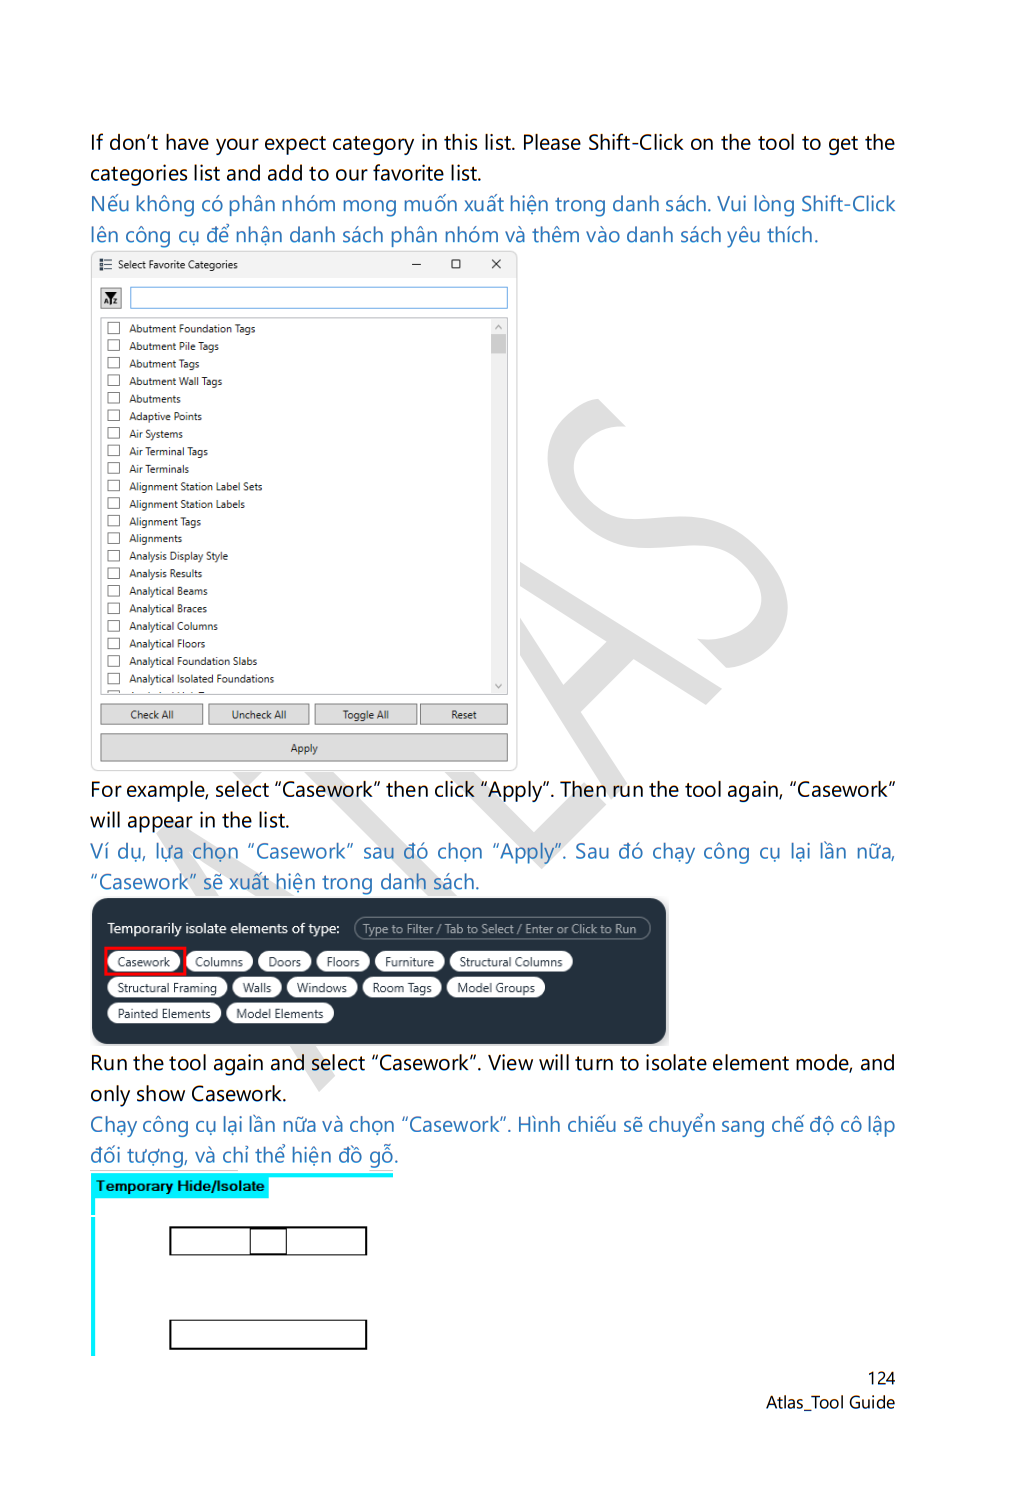 If don't have your expect category in this list. Please Shift-Click on the tool to get the
categories list and add to our favorite list.
Nếu không có phân nhóm mong muốn xuất hiện trong danh sách. Vui lòng Shift-Click
lên công cụ để nhận danh sách phân nhóm và thêm vào danh sách yêu thích.
Select Favorite Categories
Abutment Foundation Tags
Abutment Pile Tags
Abutment Tags
Abutment Wall Tags
Abutments
Adaptive Points
Air Systems
Air Terminal Tags
Air Terminals
Alignment Station Label Sets
Alignment Station Labels
Alignment Tags
Alignments
Analysis Display Style
Analysis Results
Analytical Beams
Analytical Braces
Analytical Columns
Analytical Floors
Analytical Foundation Slabs
Analytical Isolated Foundations
Check All Uncheck All Toggle All Reset
Apply
For example, select “Casework” then click “Apply”. Then run the tool again, “Casework”
will appear in the list.
Ví dụ, lựa chọn “Casework” sau đó chọn “Apply”. Sau đó chạy công cụ lại lần nữa,
“Casework” sẽ xuất hiện trong danh sách.
Temporarily isolate elements of type: Type to Filter / Tab to Select / Enter or Click to Run
Casework Columns Doors Floors Furniture Structural Columns
Structural Framing Walls Windows Room Tags Model Groups
Painted Elements Model Elements
Run the tool again and select “Casework”. View will turn to isolate element mode, and
only show Casework.
Chạy công cụ lại lần nữa và chọn “Casework”. Hình chiếu sẽ chuyển sang chế độ cô lập
đối tượng, và chỉ thể hiện đồ gỗ.
Temporary Hide/Isolate
124
Atlas_Tool Guide
ATLAS